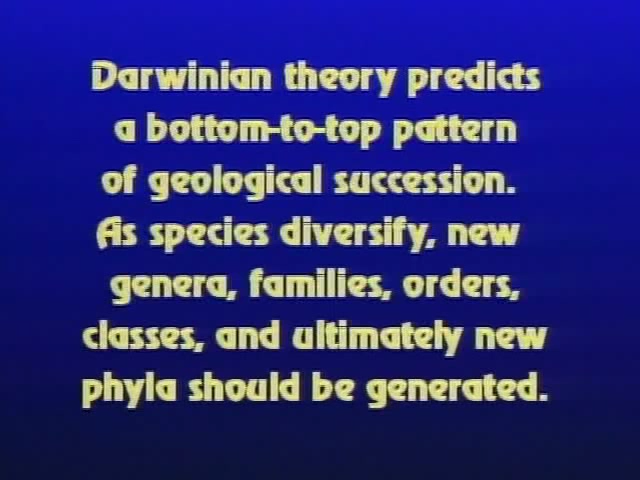 Darwinian theory predicts
a bottom-to-top pattern
of geological succession.
As species diversify, new
genera, families, orders,
classes, and ultimately new
phyla should be generated.